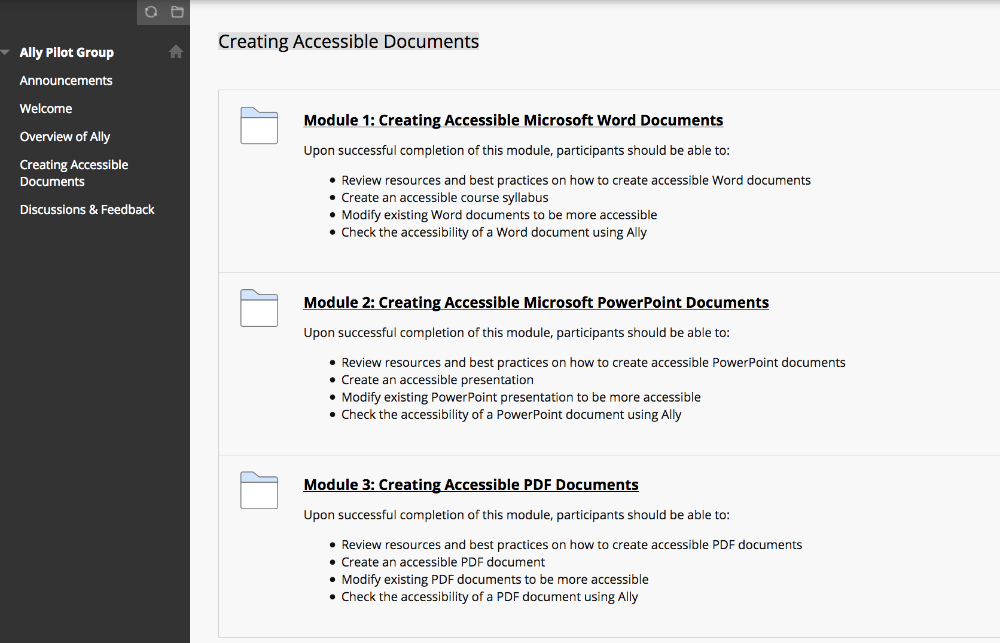 Ally Pilot Group
Announcements
Welcome
Overview of Ally
Creating Accessible
Documents
Discussions & Feedback
Creating Accessible Documents
Module 1: Creating Accessible Microsoft Word Documents
Upon successful completion of this module, participants should be able to:
Review resources and best practices on how to create accessible Word documents
Create an accessible course syllabus
Modify existing Word documents to be more accessible
Check the accessibility of a Word document using Ally
Module 2: Creating Accessible Microsoft PowerPoint Documents
Upon successful completion of this module, participants should be able to:
Review resources and best practices on how to create accessible PowerPoint documents
Create an accessible presentation
Modify existing PowerPoint presentation to be more accessible
Check the accessibility of a PowerPoint document using Ally
Module 3: Creating Accessible PDF Documents
Upon successful completion of this module, participants should be able to:
Review resources and best practices on how to create accessible PDF documents
Create an accessible PDF document
Modify existing PDF documents to be more accessible
Check the accessibility of a PDF document using Ally